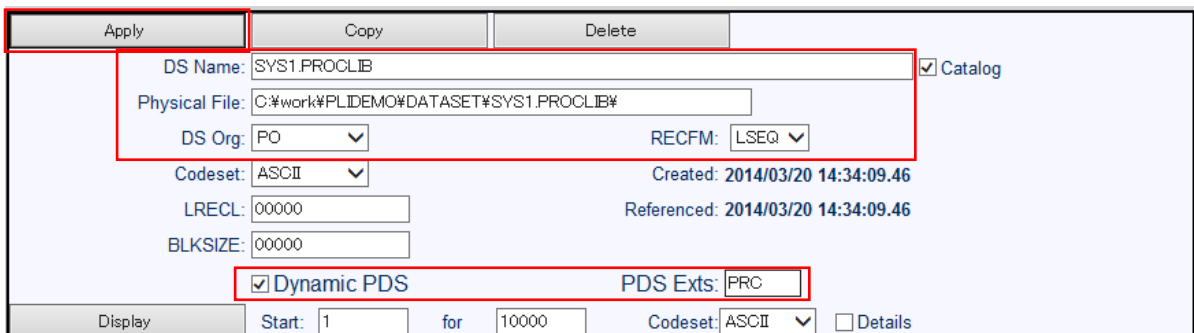 Apply Copy Delete
DS Name: SYS1.PROCLIB Catalog
Physical File: C:¥work¥PLIDEMO¥DATASET¥SYS1.PROCLIB¥
DS Org: PO RECFM: LSEQ
Codeset: ASCII Created: 2014/03/20 14:34:09.46
LRECL: 00000 Referenced: 2014/03/20 14:34:09.46
BLKSIZE: 00000
Dynamic PDS PDS Exts: PRC
Display Start: 1 for 10000 Codeset: ASCII Details